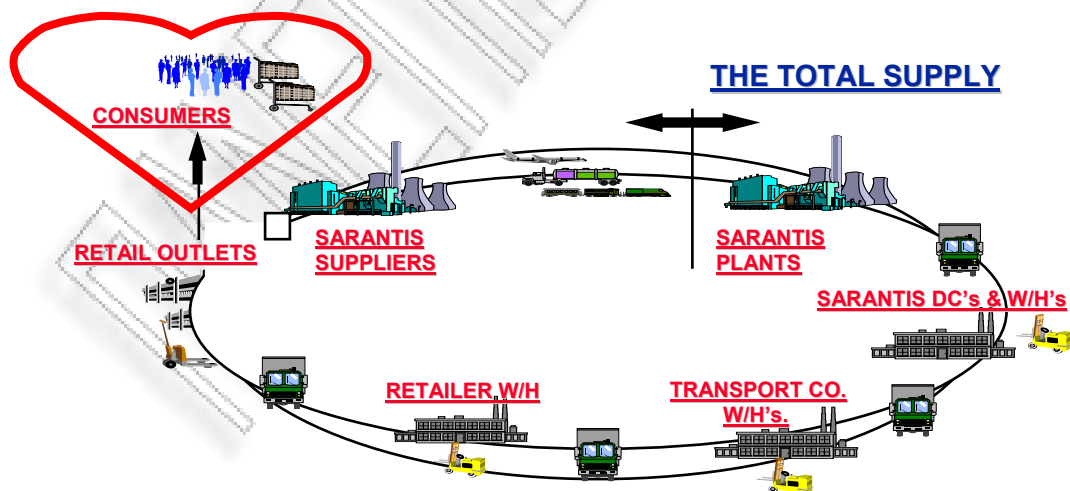 THE TOTAL SUPPLY
CONSUMERS
RETAIL OUTLETS
SARANTIS
SUPPLIERS
SARANTIS
PLANTS
SARANTIS DC's & W/H's
RETAILER W/H
TRANSPORT CO.
W/H's.